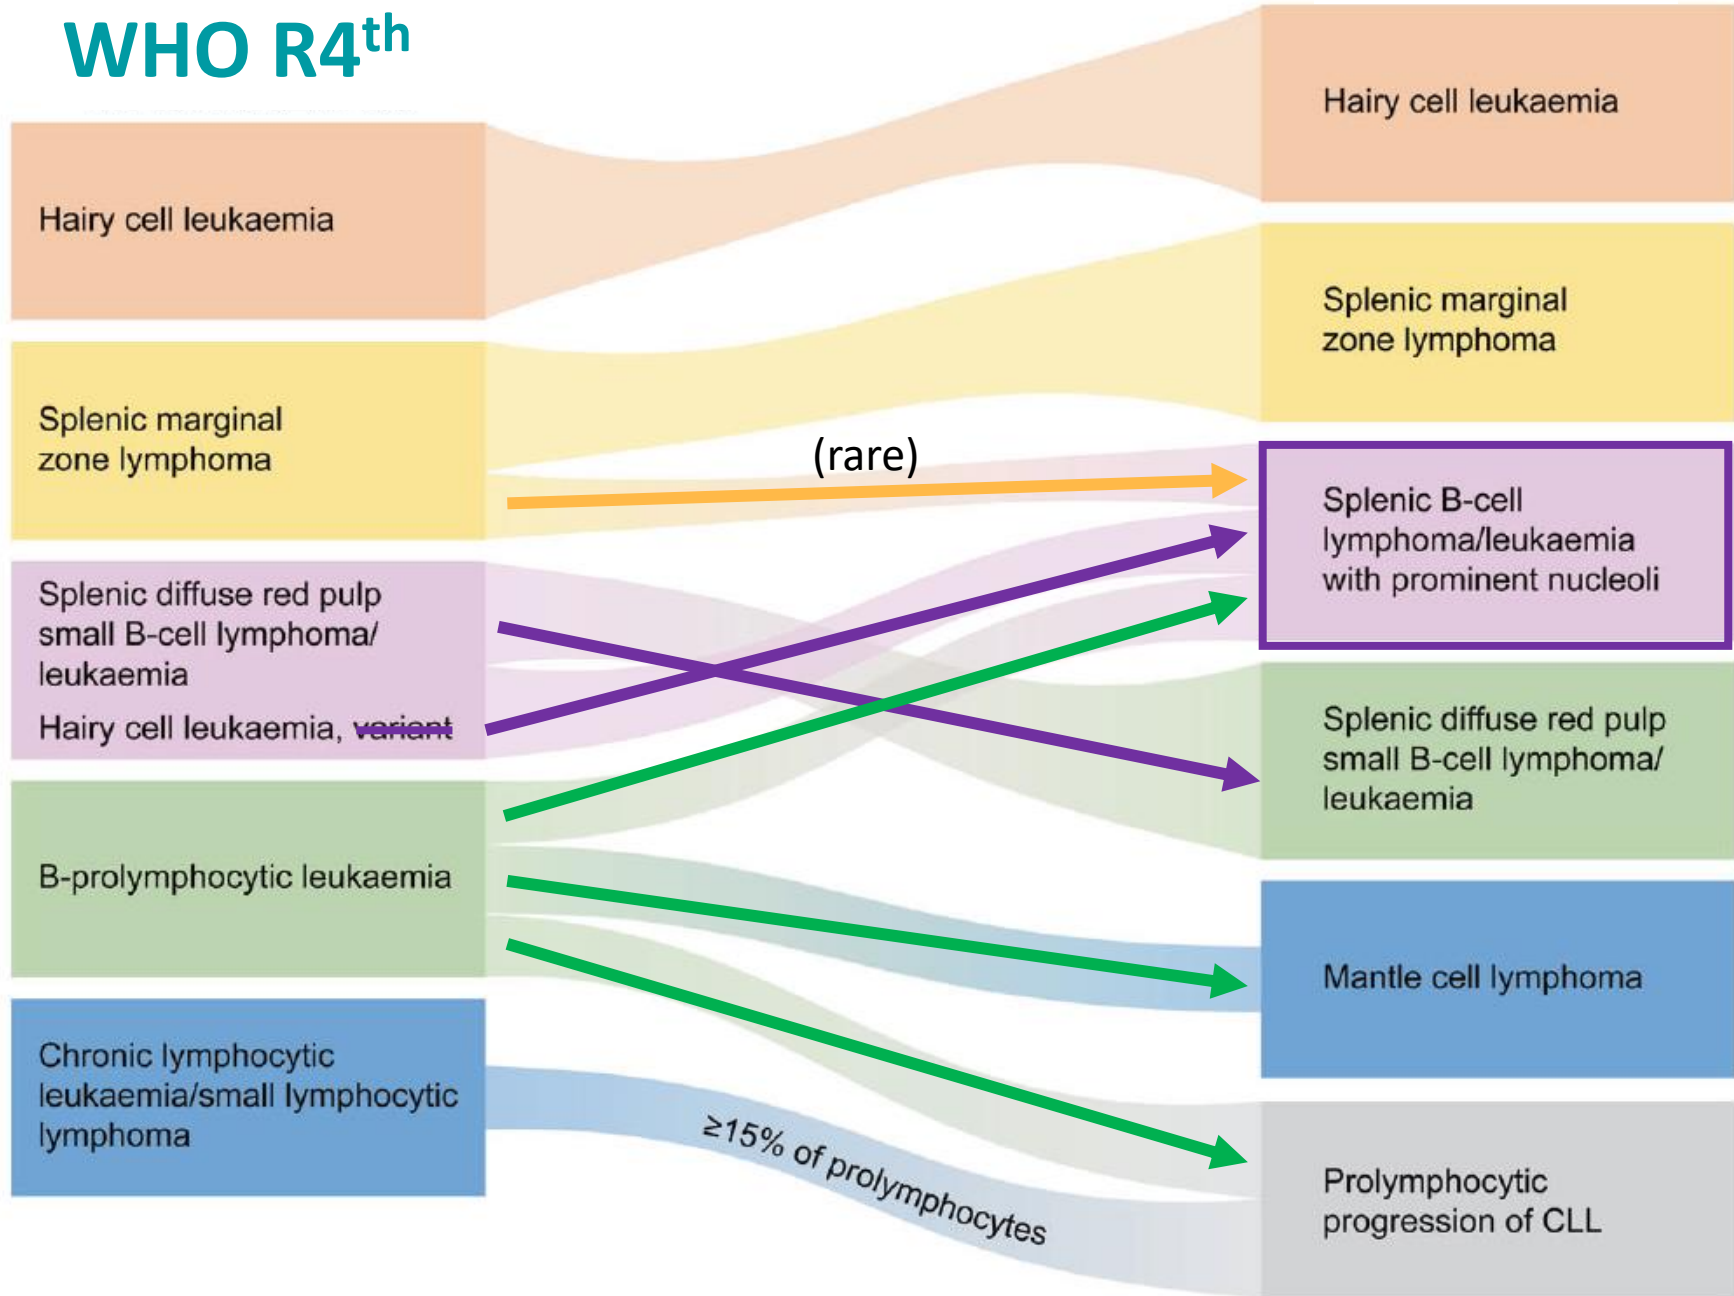 WHO R4th
Hairy cell leukaemia
Splenic marginal
zone lymphoma
Splenic diffuse red pulp
small B-cell lymphoma/
leukaemia
Hairy cell leukaemia, variant
B-prolymphocytic leukaemia
Chronic lymphocytic
leukaemia/small lymphocytic
lymphoma
(rare)
≥15% of prolymphocytes
Hairy cell leukaemia
Splenic marginal
zone lymphoma
Splenic B-cell
lymphoma/leukaemia
with prominent nucleoli
Splenic diffuse red pulp
small B-cell lymphoma/
leukaemia
Mantle cell lymphoma
Prolymphocytic
progression of CLL